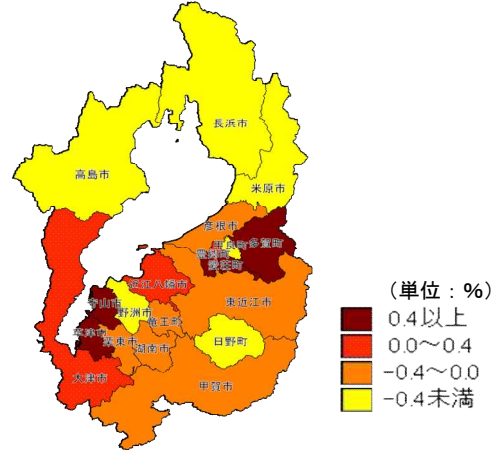 長浜市
高島市
米原市
彦根市
甲良町
多賀町
豊郷町
愛荘町
近江八幡市
東近江市
守山市
野洲市
竜王町
草津市
栗東市
湖南市
日野町
大津市
甲賀市
(単位:%)
0.4以上
0.0～0.4
-0.4～0.0
-0.4未満